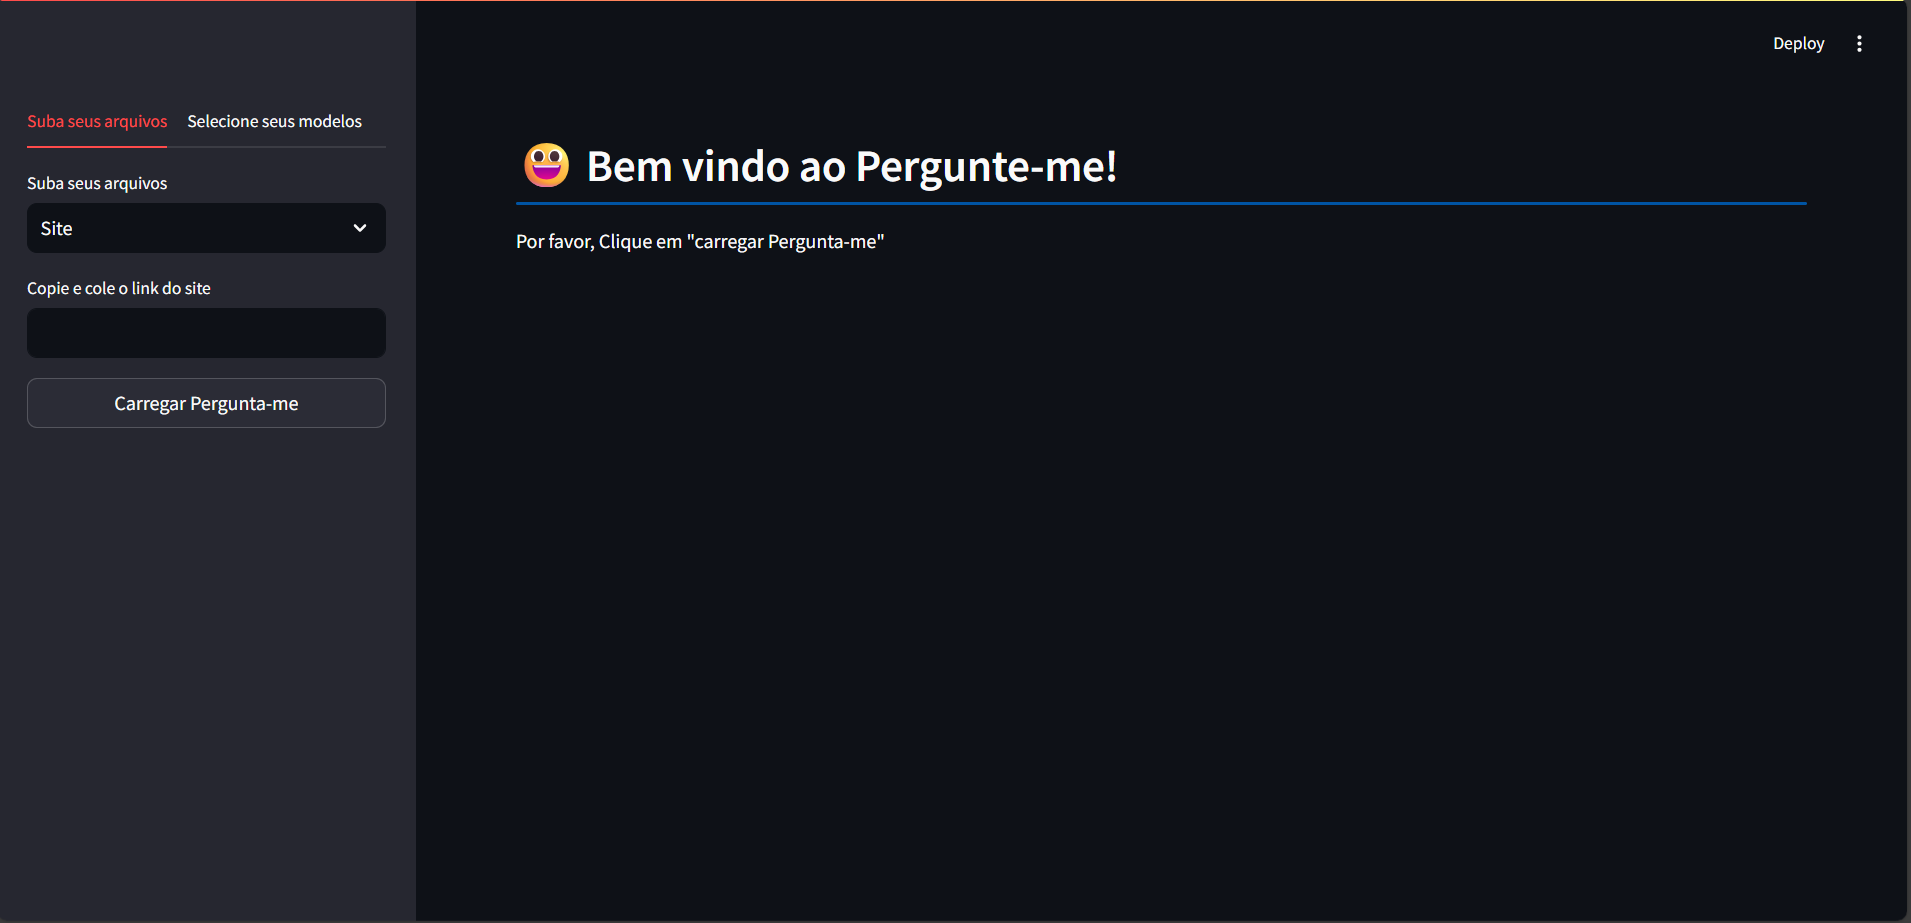 Deploy
Suba seus arquivos
Selecione seus modelos
Suba seus arquivos
Site
Copie e cole o link do site
Carregar Pergunta-me
Bem vindo ao Pergunte-me!
Por favor, Clique em "carregar Pergunta-me"